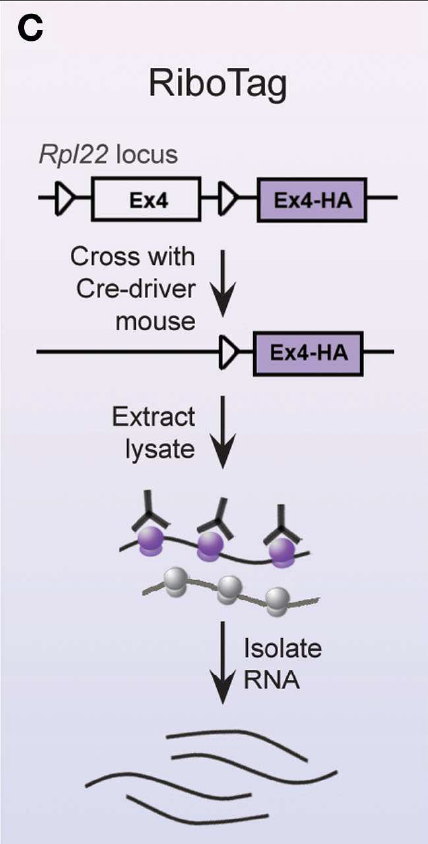 C
RiboTag
Rpl22 locus
Ex4
Ex4-HA
Cross with
Cre-driver
mouse
Ex4-HA
Extract
lysate
Isolate
RNA